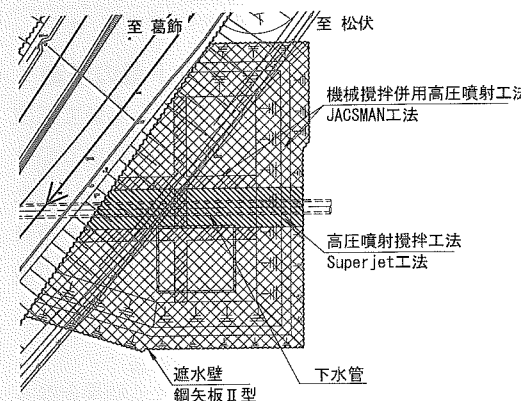 至 葛飾
至 松伏
機械攪拌併用高圧噴射工法
JACSMAN工法
高圧噴射攪拌工法
Superjet工法
遮水壁
鋼矢板Ⅱ型
下水管